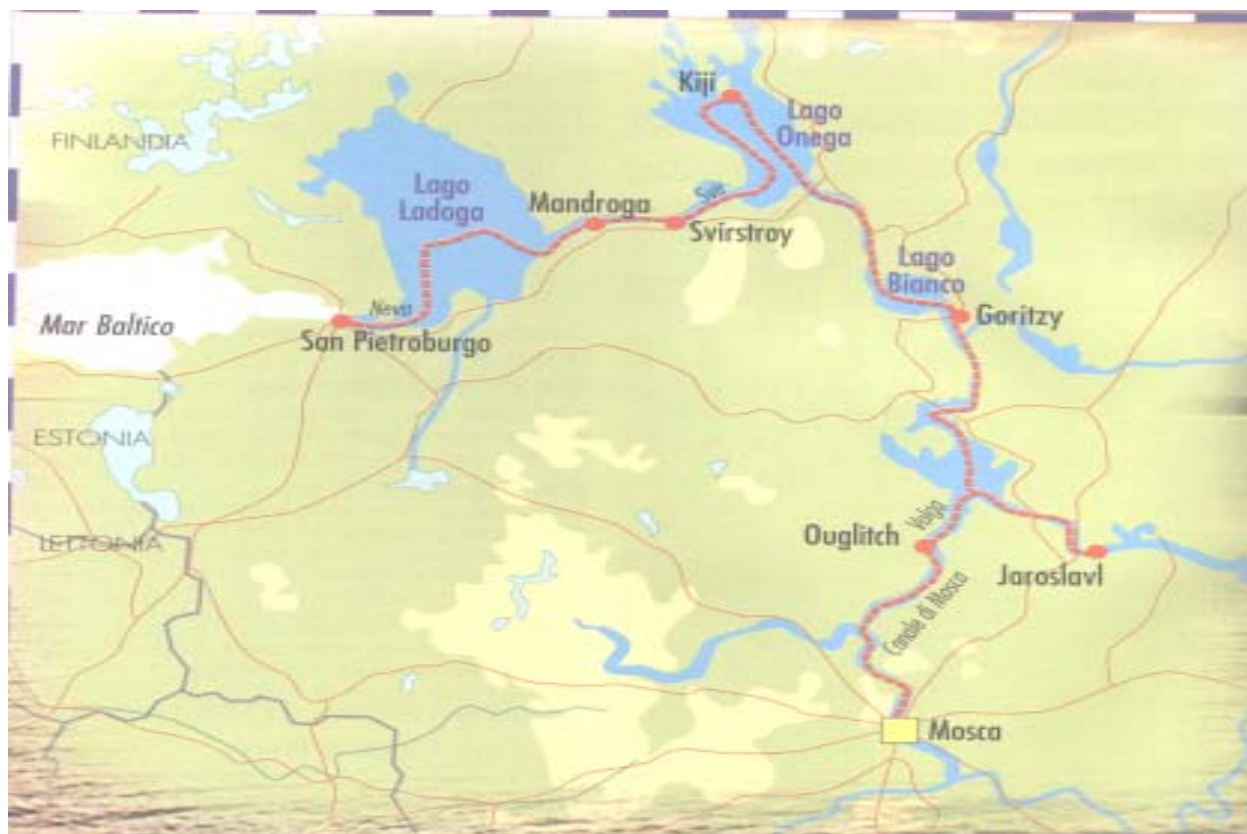 Kiji
Lago
Onega
FINLANDIA
Lago
Ladoga
Mandroga
Svir
Svirstroy
Lago
Bianco
Neva
Goritzy
Mar Baltico
San Pietroburgo
ESTONIA
Volga
Ouglitch
LETTONIA
Jaroslavl
Canale di Mosca
Mosca